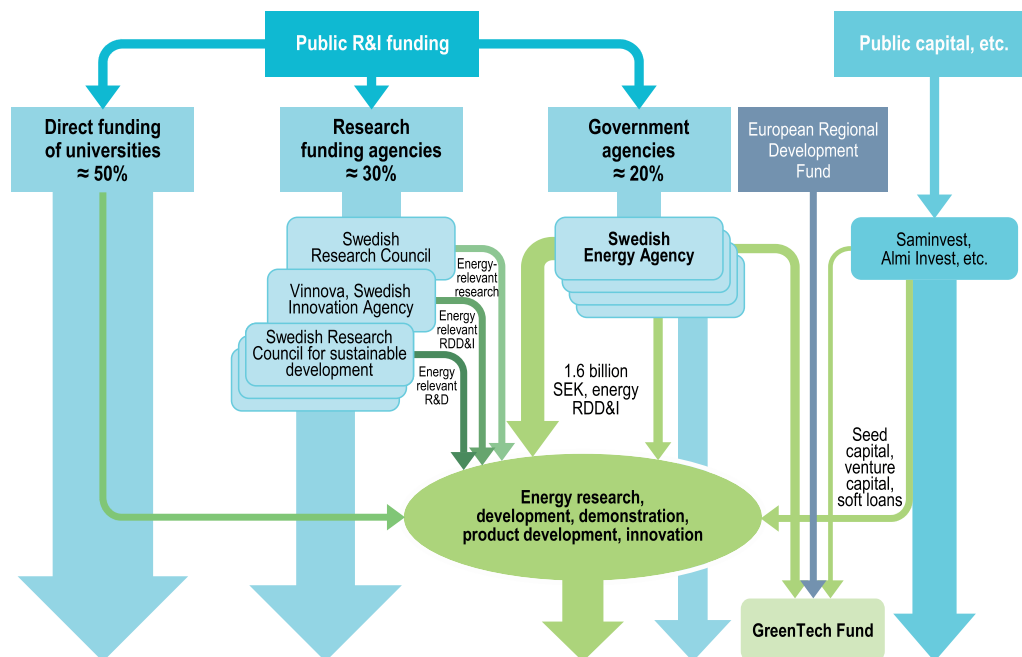 Public R&I funding
Public capital, etc.
Direct funding
of universities
≈ 50%
Research
funding agencies
≈ 30%
Government
agencies
≈ 20%
European Regional
Development
Fund
Swedish
Research Council
Energy-
relevant
research
Vinnova, Swedish
Innovation Agency
Energy
relevant
RDD&I
Swedish Research
Council for sustainable
development
Energy
relevant
R&D
Swedish
Energy Agency
1.6 billion
SEK, energy
RDD&I
Saminvest,
Almi Invest, etc.
Seed
capital,
venture
capital,
soft loans
Energy research,
development, demonstration,
product development, innovation
GreenTech Fund